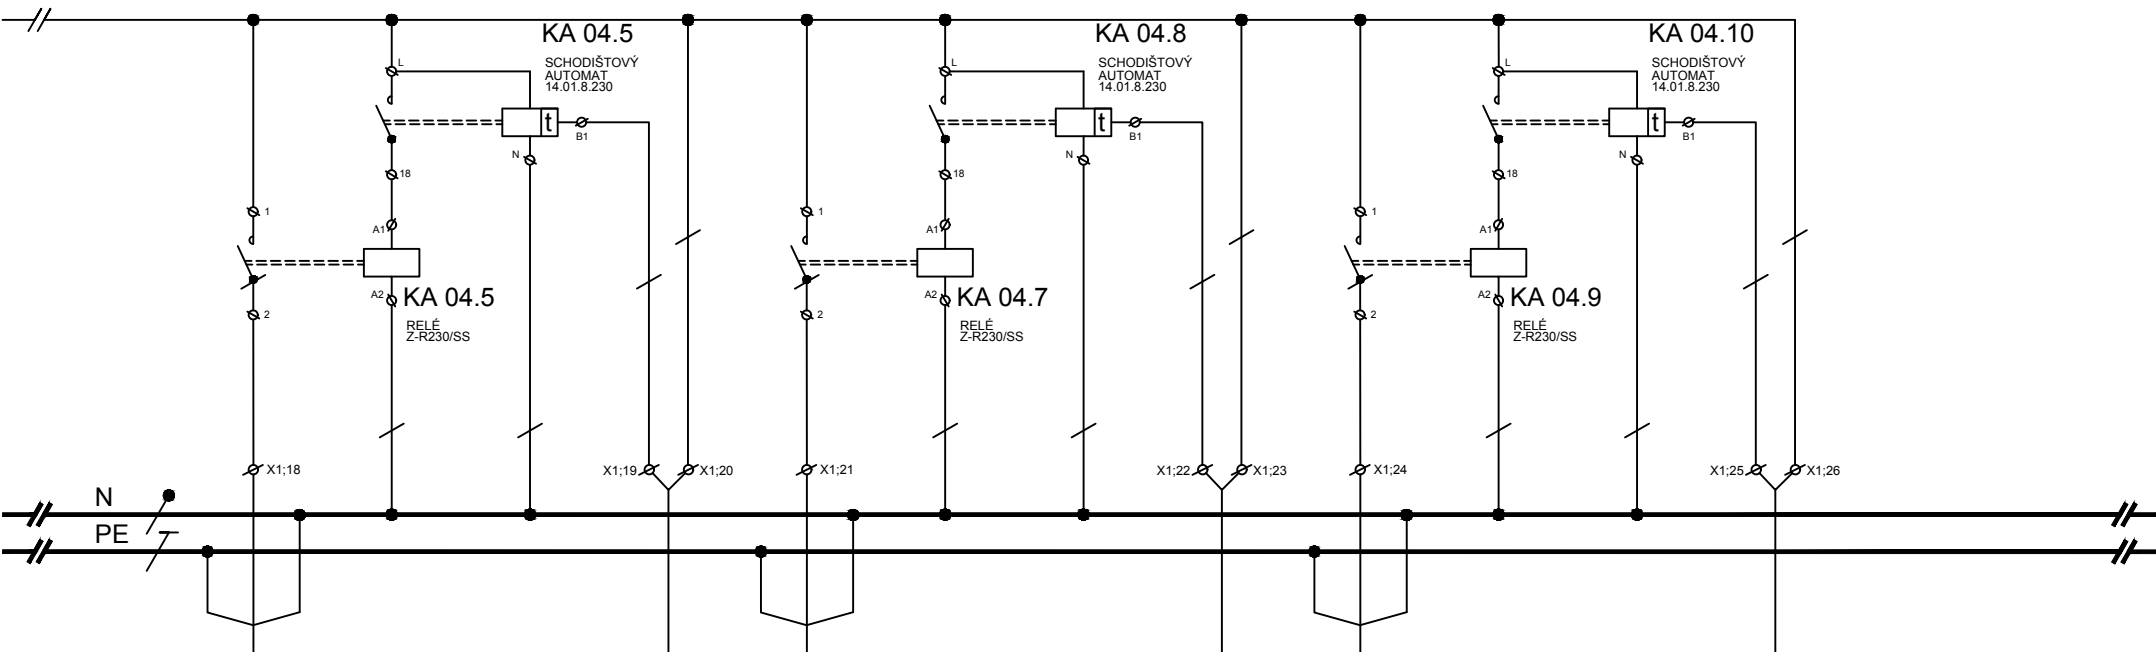 KA 04.5
SCHODIŠTOVÝ
AUTOMAT
14.01.8.230
L
t
B1
N
18
1
A1
A2
KA 04.5
2
RELÉ
Z-R230/SS
X1;18
X1;19
X1;20
KA 04.8
SCHODIŠTOVÝ
AUTOMAT
14.01.8.230
L
t
B1
N
18
1
A1
A2
KA 04.7
2
RELÉ
Z-R230/SS
X1;21
X1;22
X1;23
KA 04.10
SCHODIŠTOVÝ
AUTOMAT
14.01.8.230
L
t
B1
N
18
1
A1
A2
KA 04.9
2
RELÉ
Z-R230/SS
X1;24
X1;25
X1;26
N
PE